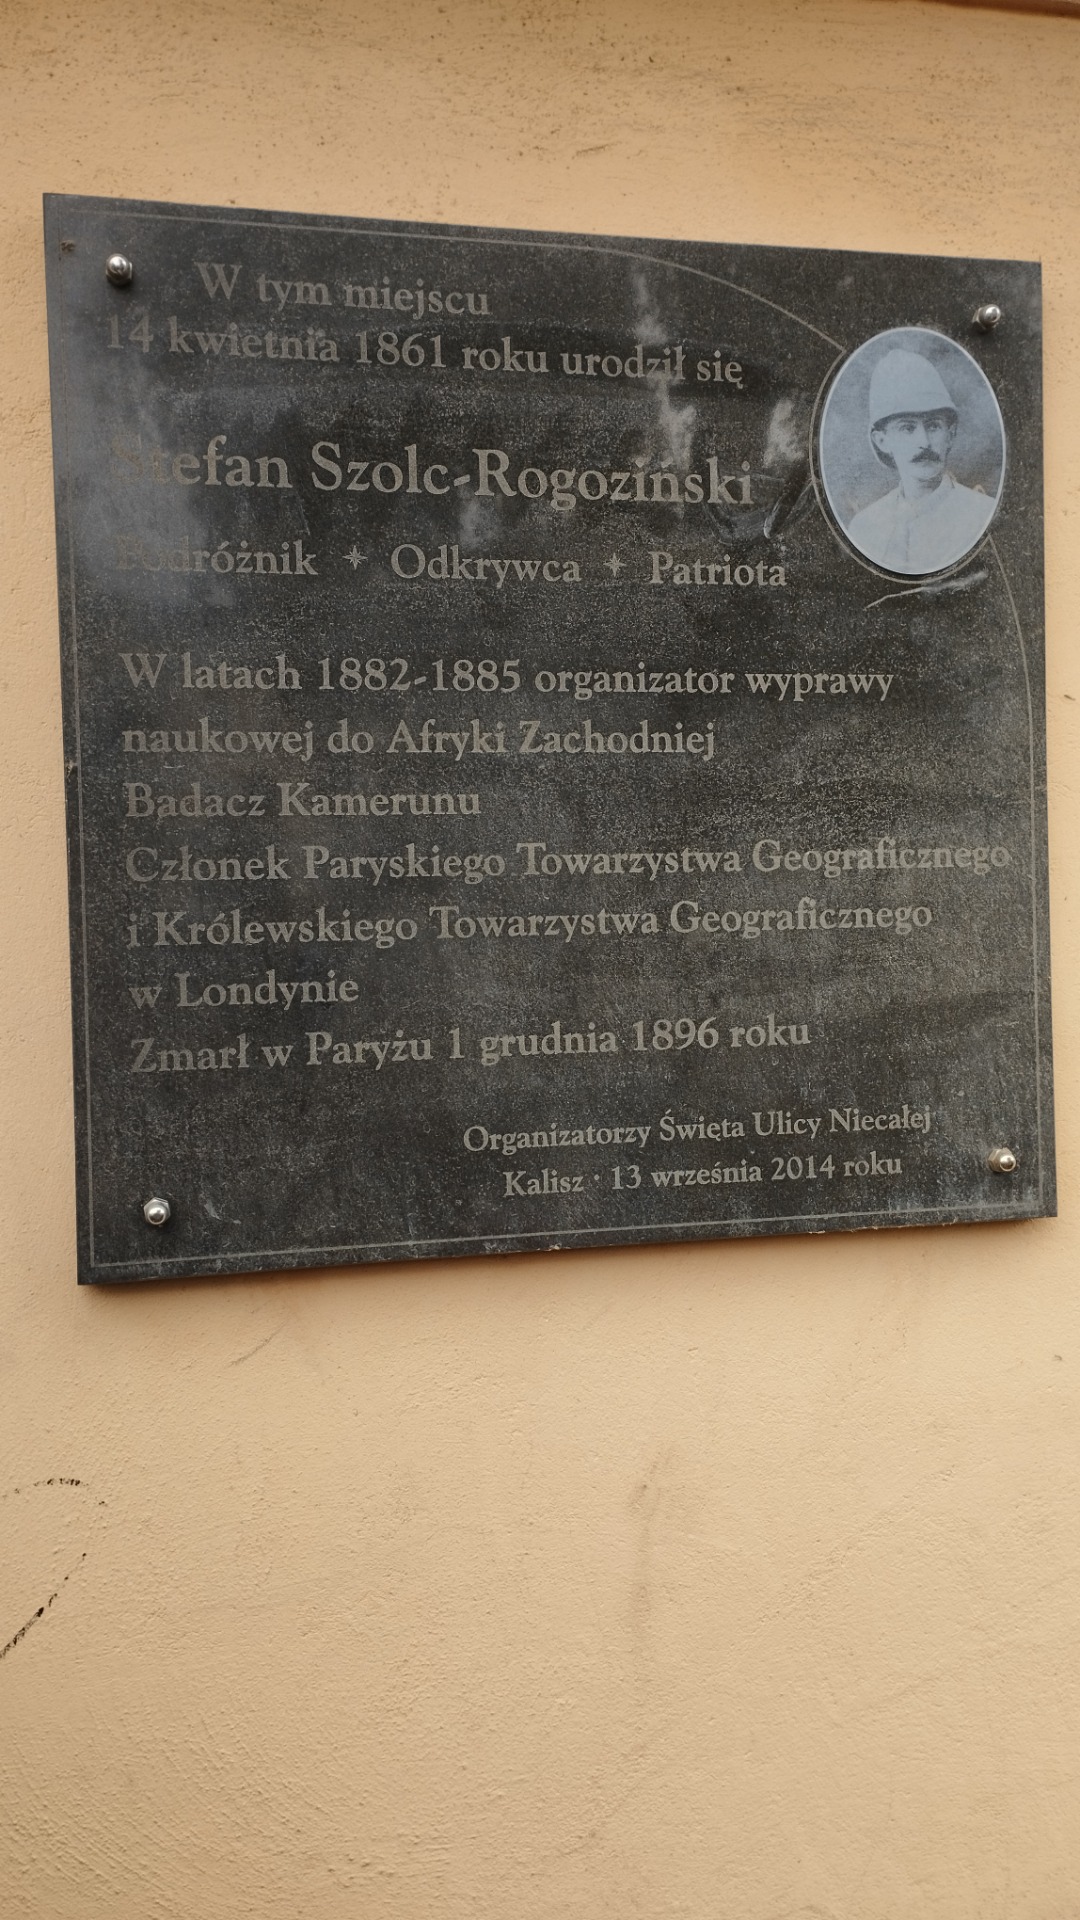 W tym miejscu
14 kwietnia 1861 roku urodził się
Stefan Szolc-Rogoziński
Podróżnik ✦ Odkrywca ✦ Patriota
W latach 1882-1885 organizator wyprawy
naukowej do Afryki Zachodniej
Badacz Kamerunu
Członek Paryskiego Towarzystwa Geograficznego
i Królewskiego Towarzystwa Geograficznego
w Londynie
Zmarł w Paryżu 1 grudnia 1896 roku
Organizatorzy Święta Ulicy Niecałej
Kalisz · 13 września 2014 roku